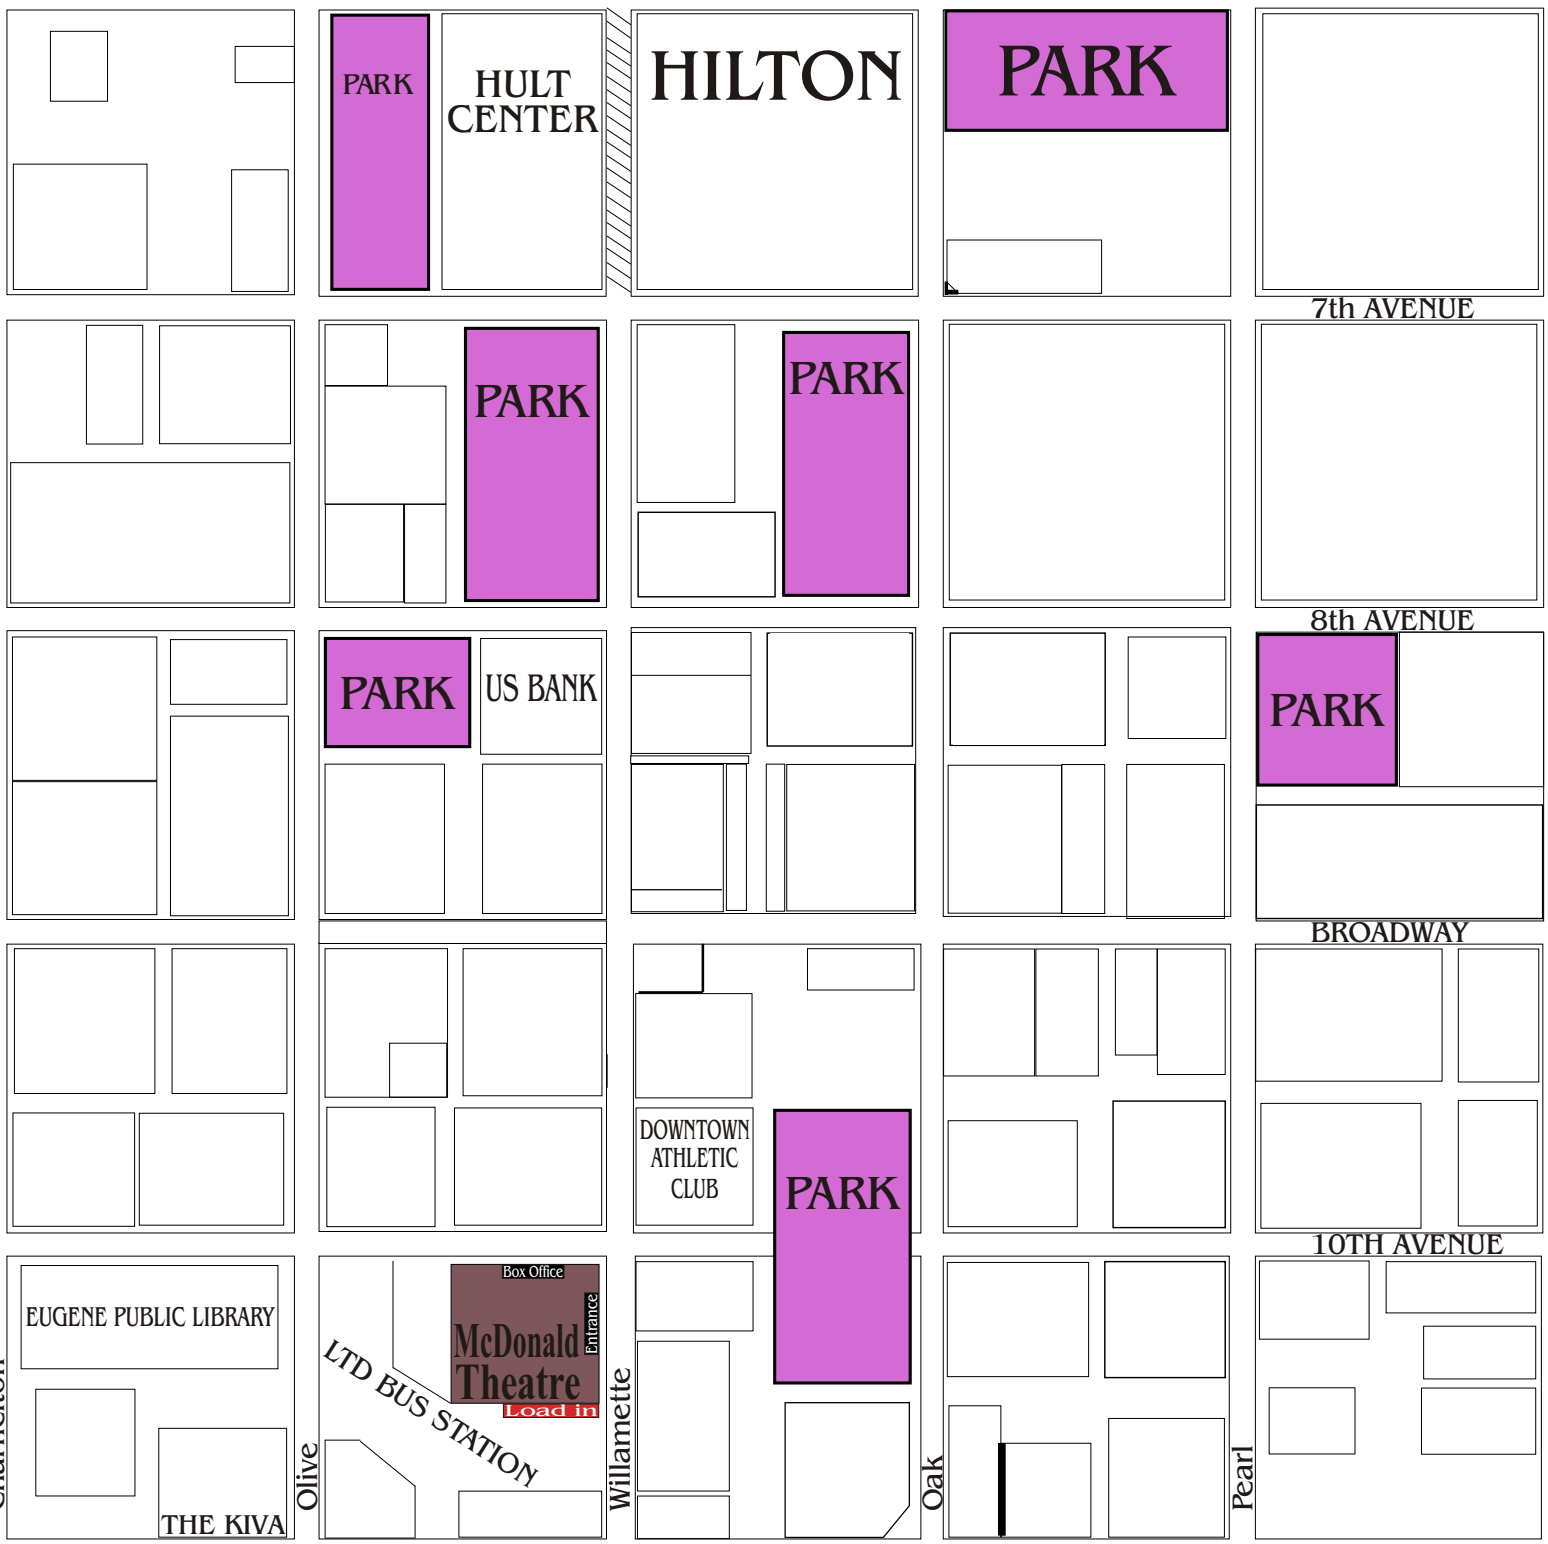 PARK
HULT
CENTER
HILTON
PARK
7th AVENUE
PARK
PARK
8th AVENUE
PARK
US BANK
PARK
BROADWAY
DOWNTOWN
ATHLETIC
CLUB
PARK
10TH AVENUE
EUGENE PUBLIC LIBRARY
Box Office
Entrance
McDonald
Theatre
Load in
LTD BUS STATION
THE KIVA
Olive
Willamette
Oak
Pearl